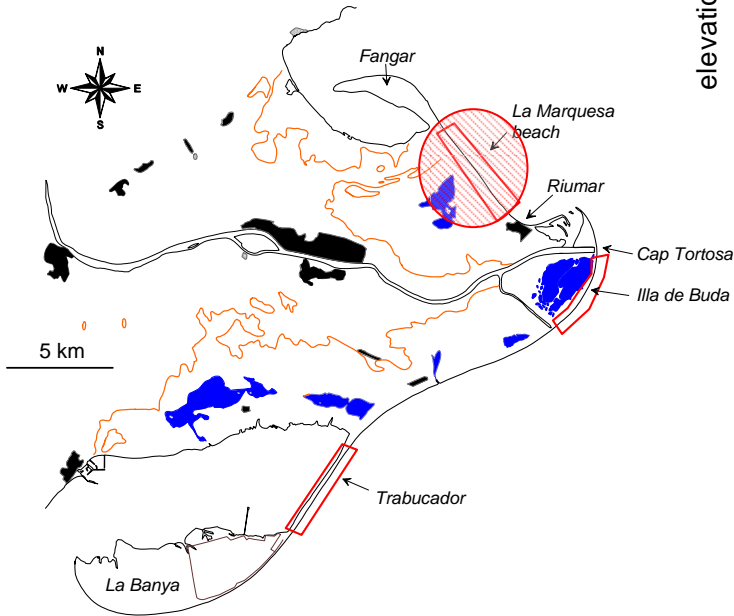 elevatio
N
W E
S
Fangar
La Marquesa
beach
Riumar
Cap Tortosa
Illa de Buda
5 km
Trabucador
La Banya